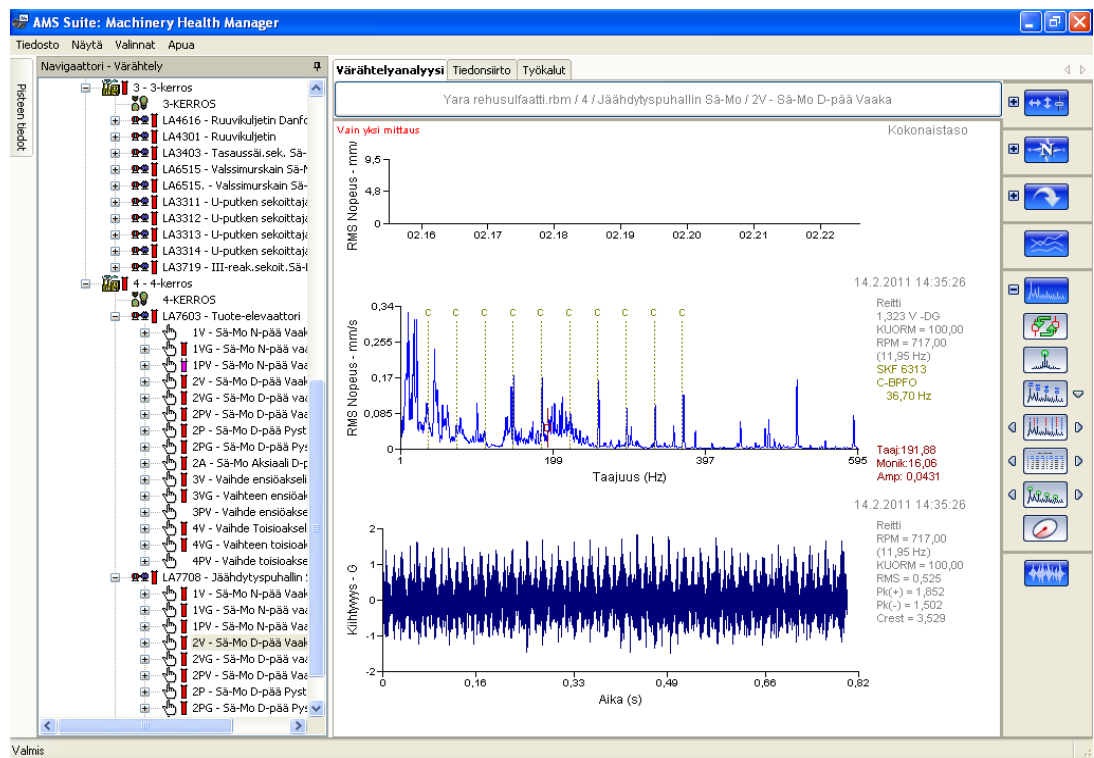 AMS Suite: Machinery Health Manager
Tiedosto Näytä Valinnat Apua
Pisteen tiedot
Navigaattori - Värähtely
3 - 3-kerros
3-KERROS
LA4616 - Ruuvikuljetin Danfo
LA4301 - Ruuvikuljetin
LA3403 - Tasaussäi.sek. Sä-
LA6515 - Valssimurskain Sä-M
LA6515. - Valssimurskain Sä-
LA3311 - U-putken sekoittaja
LA3312 - U-putken sekoittaja
LA3313 - U-putken sekoittaja
LA3314 - U-putken sekoittaja
LA3719 - III-reak.sekoit.Sä-
4 - 4-kerros
4-KERROS
LA7603 - Tuote-elevaattori
1V - Sä-Mo N-pää Vaak
1VG - Sä-Mo N-pää vaa
1PV - Sä-Mo N-pää Vaa
2V - Sä-Mo D-pää Vaak
2VG - Sä-Mo D-pää vaa
2PV - Sä-Mo D-pää Vaa
2P - Sä-Mo D-pää Pyst
2PG - Sä-Mo D-pää Pys
2A - Sä-Mo Aksiaali D-p
3V - Vaihde ensiöakseli
3VG - Vaihteen ensiöak
3PV - Vaihde ensiöakse
4V - Vaihde Toisioaksel
4VG - Vaihteen toisioak
4PV - Vaihde toisioakse
LA7708 - Jäähdytyspuhallin
1V - Sä-Mo N-pää Vaak
1VG - Sä-Mo N-pää vaa
1PV - Sä-Mo N-pää Vaa
2V - Sä-Mo D-pää Vaak
2VG - Sä-Mo D-pää vaa
2PV - Sä-Mo D-pää Vaa
2P - Sä-Mo D-pää Pyst
2PG - Sä-Mo D-pää Pys
Valmis
Värähtelyanalyysi Tiedonsiirto Työkalut
Yara rehusulfaatti.rbm / 4 / Jäähdytyspuhallin Sä-Mo / 2V - Sä-Mo D-pää Vaaka
Vain yksi mittaus
Kokonaistaso
RMS Nopeus - mm
9,6
4,8
0
02.16 02.17 02.18 02.19 02.20 02.21 02.22
14.2.2011 14:35:26
RMS Nopeus - mm/s
0,34
0,255
0,17
0,085
0
C C C C C C C C C C
1 199 397 595
Taajuus (Hz)
Reitti
1,323 V -DG
KUORM = 100,00
RPM = 717,00
(11,95 Hz)
SKF 6313
C-BPFO
36,70 Hz
Taaj:191,88
Monik:16,06
Amp: 0,0431
14.2.2011 14:35:26
Kiihtyvyys - G
2
1
0
-1
-2
0 0,16 0,33 0,49 0,66 0,82
Aika (s)
Reitti
RPM = 717,00
(11,95 Hz)
KUORM = 100,00
RMS = 0,525
Pk(+) = 1,852
Pk(-) = 1,502
Crest = 3,529